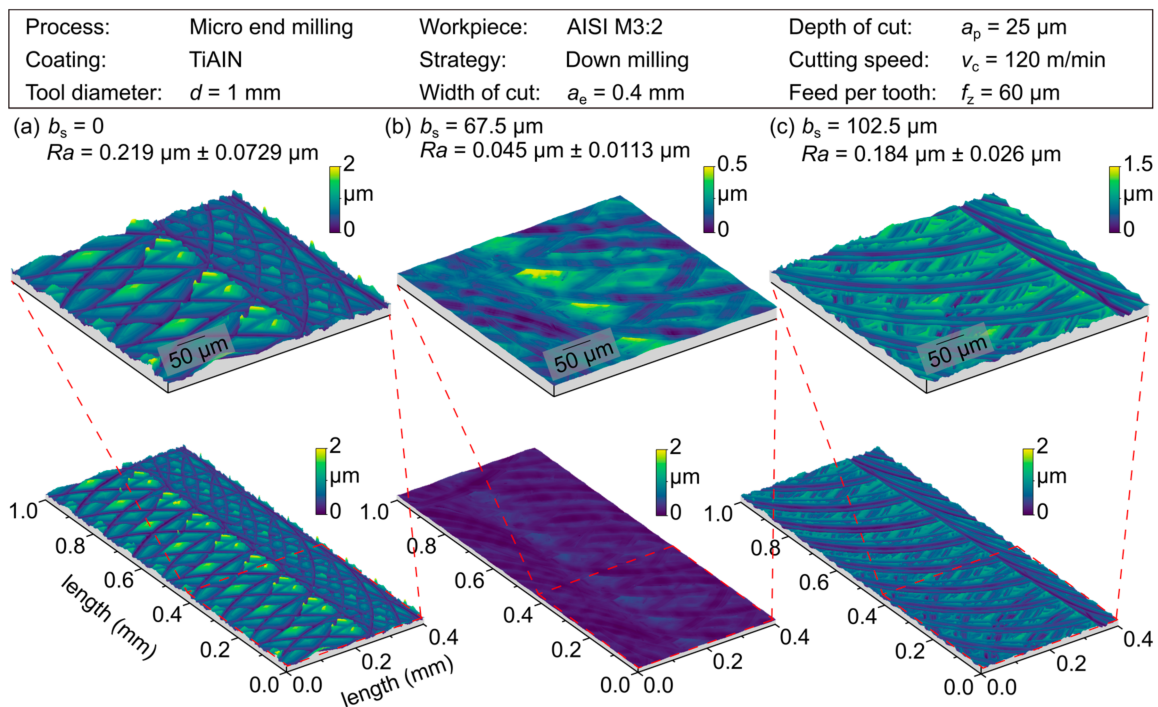 Process: Micro end milling Workpiece: AISI M3:2 Depth of cut: aₚ = 25 µm
Coating: TiAlN Strategy: Down milling Cutting speed: v_c = 120 m/min
Tool diameter: d = 1 mm Width of cut: aₑ = 0.4 mm Feed per tooth: f_z = 60 µm
(a) bₛ = 0 (b) bₛ = 67.5 µm (c) bₛ = 102.5 µm
Ra = 0.219 µm ± 0.0729 µm Ra = 0.045 µm ± 0.0113 µm Ra = 0.184 µm ± 0.026 µm
2 0.5 1.5
µm µm µm
0 0 0
50 µm 50 µm 50 µm
2 2 2
µm µm µm
0 0 0
1.0 1.0 1.0
0.8 0.8 0.8
0.6 0.6 0.6
0.4 0.4 0.4 0.4 0.4 0.4
0.2 0.2 0.2 0.2 0.2 0.2
0.0 0.0 0.0 0.0 0.0 0.0
length (mm) length (mm)